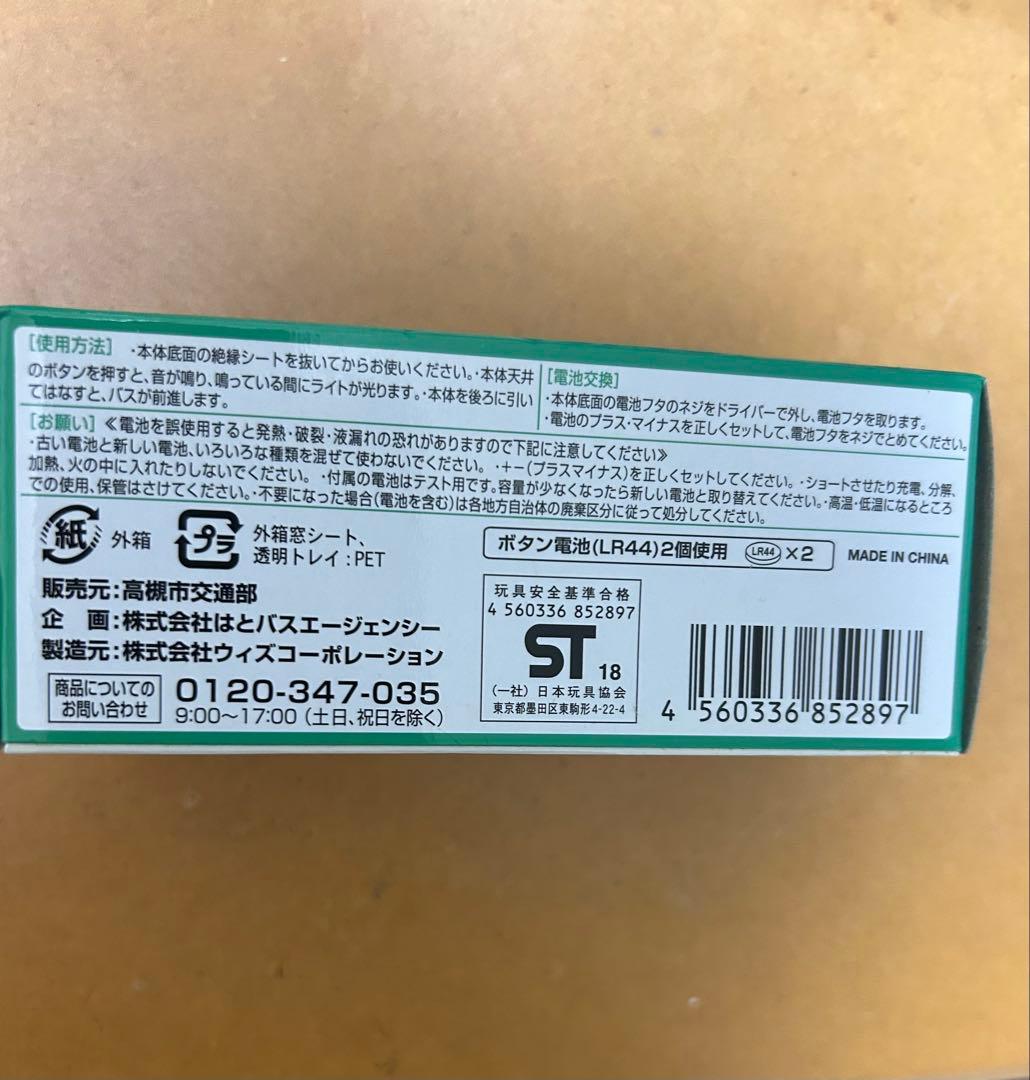 [使用方法] ・本体底面の絶縁シートを抜いてからお使いください。・本体天井
のボタンを押すと、音が鳴り、鳴っている間にライトが光ります。・本体を後ろに引い
てはなすと、バスが前進します。
[電池交換]
・本体底面の電池フタのネジをドライバーで外し、電池フタを取ります。
・電池のプラス・マイナスを正しくセットして、電池フタをネジでとめてください。
[お願い] ≪電池を誤使用すると発熱・破裂・液漏れの恐れがありますので下記に注意してください≫
・古い電池と新しい電池、いろいろな種類を混ぜて使わないでください。・+−(プラスマイナス)を正しくセットしてください。・ショートさせたり充電、分解、
加熱、火の中に入れたりしないでください。・付属の電池はテスト用です。容量が少なくなったら新しい電池と取り替えてください。・高温・低温になるところ
での使用、保管はさけてください。・不要になった場合(電池を含む)は各地方自治体の廃棄区分に従って処分してください。
紙 外箱
プラ 外箱窓シート、
透明トレイ:PET
ボタン電池(LR44)2個使用 LR44 ×2
MADE IN CHINA
販売元:高槻市交通部
企 画:株式会社はとバスエージェンシー
製造元:株式会社ウィズコーポレーション
商品についての
お問い合わせ
0120-347-035
9:00〜17:00(土日、祝日を除く)
玩具安全基準合格
4 560336 852897
ST 18
(一社)日本玩具協会
東京都墨田区東駒形4-22-4
4 560336 852897